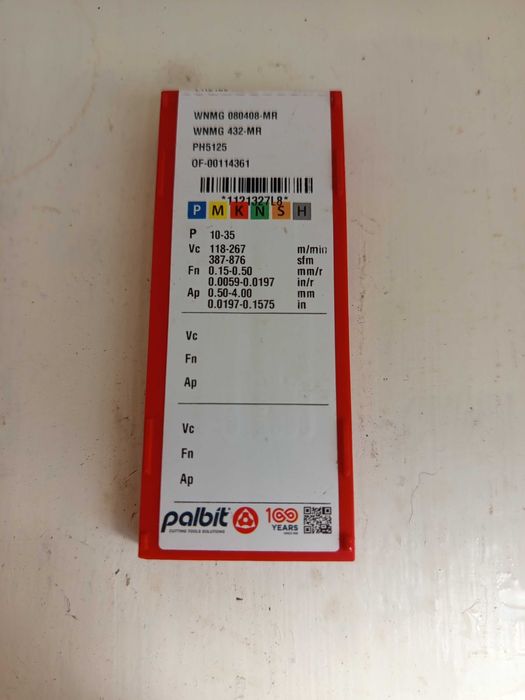 WNMG 080408-MR
WNMG 432-MR
PH5125
OF-00114361
*1121327L8*
P M K N S H
P 10-35
Vc 118-267 m/min
387-876 sfm
Fn 0.15-0.50 mm/r
0.0059-0.0197 in/r
Ap 0.50-4.00 mm
0.0197-0.1575 in
Vc
Fn
Ap
Vc
Fn
Ap
palbit
CUTTING TOOLS SOLUTIONS
100
YEARS